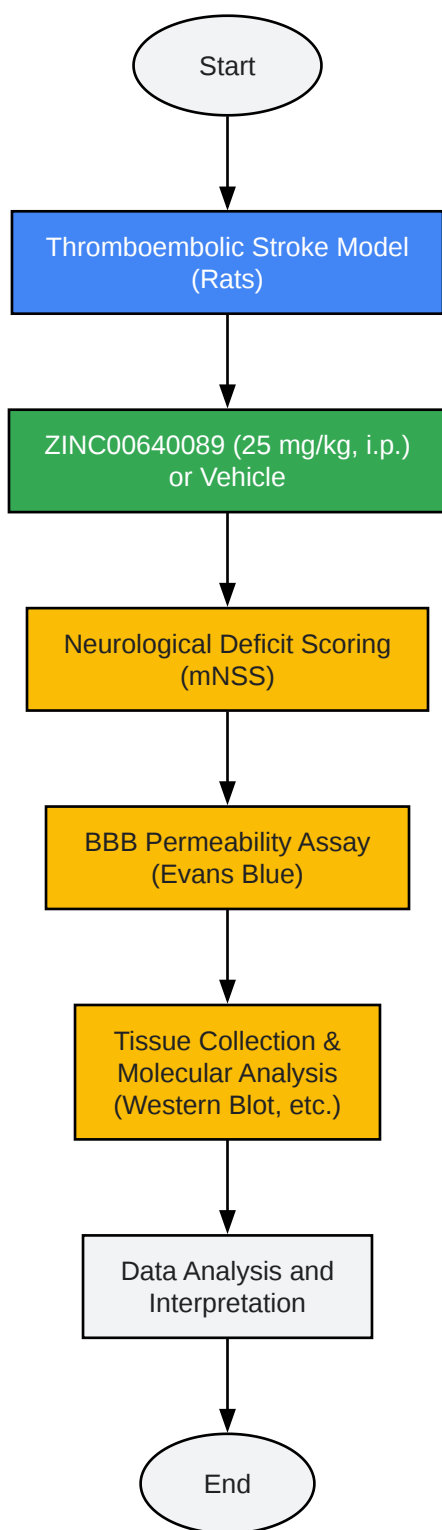 Start
Thromboembolic Stroke Model
(Rats)
ZINC00640089 (25 mg/kg, i.p.)
or Vehicle
Neurological Deficit Scoring
(mNSS)
BBB Permeability Assay
(Evans Blue)
Tissue Collection &
Molecular Analysis
(Western Blot, etc.)
Data Analysis and
Interpretation
End